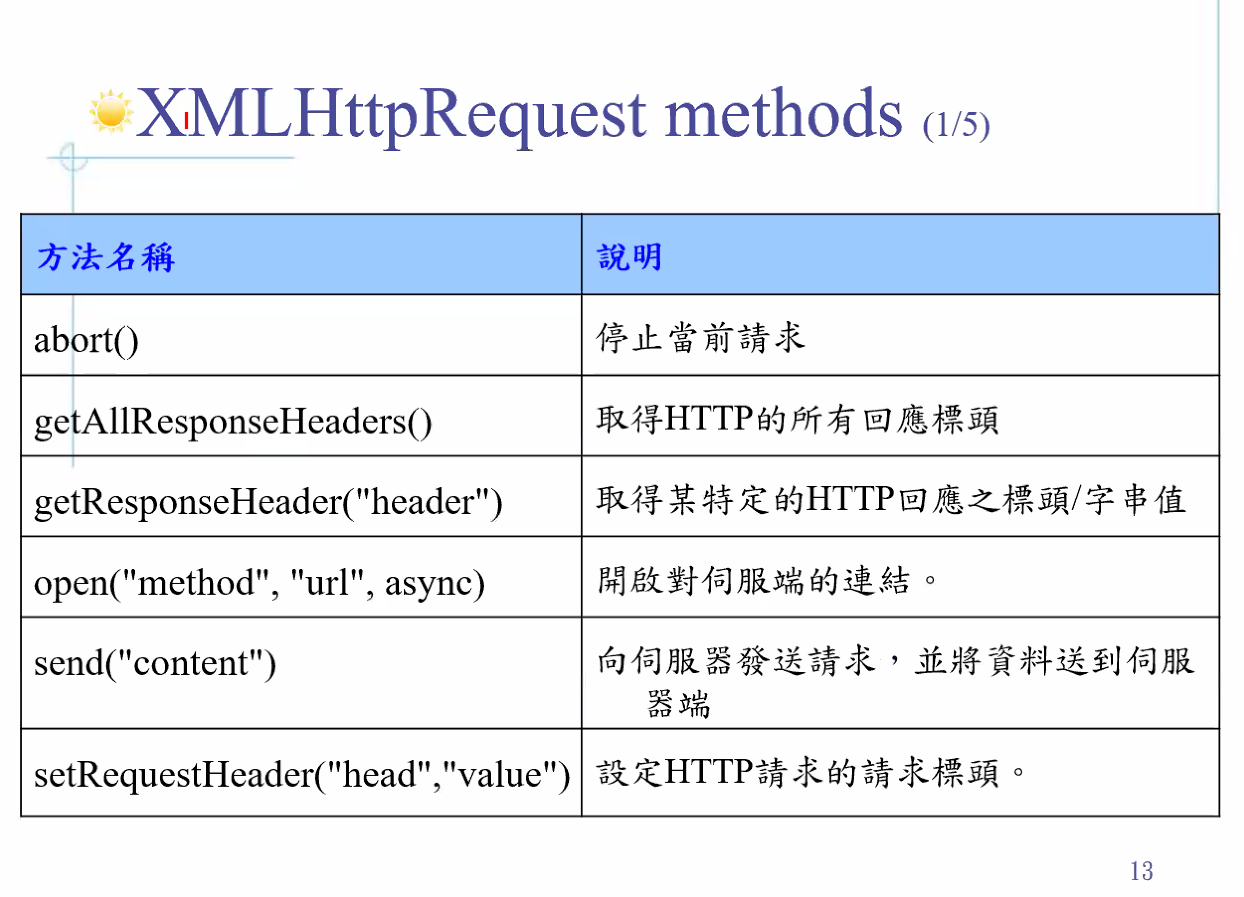 XMLHttpRequest methods (1/5)
方法名稱
說明
abort()
停止當前請求
getAllResponseHeaders()
取得HTTP的所有回應標頭
getResponseHeader("header")
取得某特定的HTTP回應之標頭/字串值
open("method", "url", async)
開啟對伺服端的連結。
send("content")
向伺服器發送請求，並將資料送到伺服
器端
setRequestHeader("head","value")
設定HTTP請求的請求標頭。
13